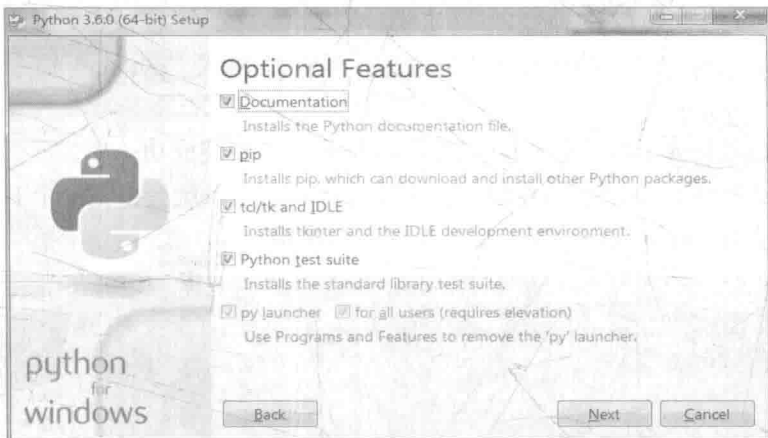 Python 3.6.0 (64-bit) Setup
Optional Features
Documentation
Installs the Python documentation file.
pip
Installs pip, which can download and install other Python packages.
tcl/tk and IDLE
Installs tkinter and the IDLE development environment.
Python test suite
Installs the standard library test suite.
py launcher for all users (requires elevation)
Use Programs and Features to remove the 'py' launcher.
python
for
windows
Back Next Cancel